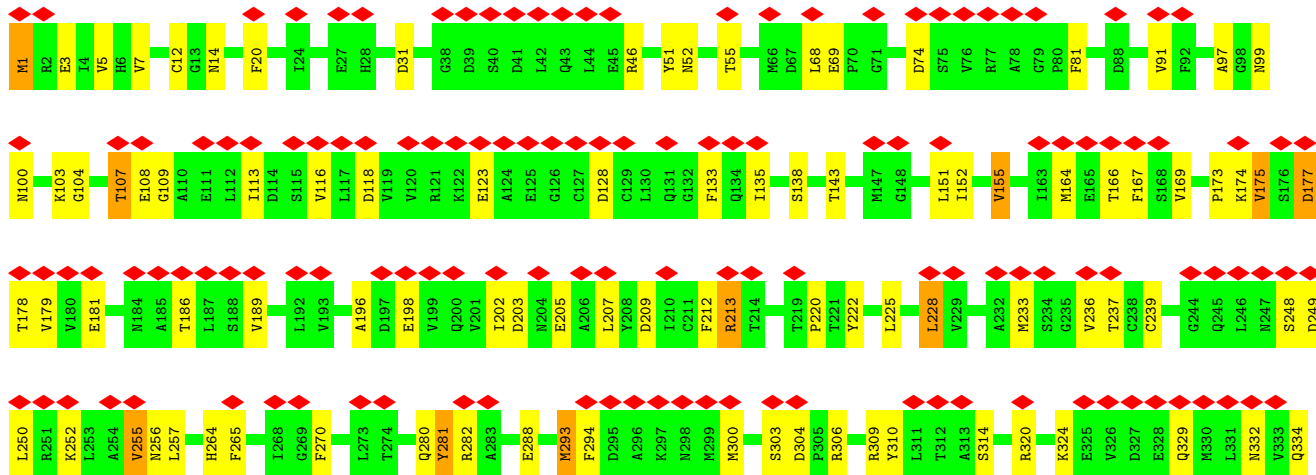 M1 R2 E3 I4 V5 H6 V7 C12 G13 N14 F20 I24 E27 H28 D31 G38 D39 S40 D41 L42 Q43 L44 E45 R46 Y51 N52 T55 M66 D67 L68 E69 P70 G71 D74 S75 V76 R77 A78 G79 P80 F81 D88 V91 F92 A97 G98 N99
N100 K103 G104 T107 E108 G109 A110 E111 L112 I113 D114 S115 V116 L117 D118 V119 V120 R121 K122 E123 A124 E125 G126 C127 D128 C129 L130 Q131 G132 F133 Q134 I135 S138 T143 M147 G148 L151 I152 V155 I163 M164 E165 T166 F167 S168 V169 P173 K174 V175 S176 D177
T178 V179 V180 E181 N184 A185 T186 L187 S188 V189 L192 V193 A196 D197 E198 V199 Q200 V201 I202 D203 N204 E205 A206 L207 Y208 D209 I210 C211 F212 R213 T214 T219 P220 T221 Y222 L225 L228 V229 A232 M233 S234 G235 V236 T237 C238 C239 G244 Q245 L246 N247 S248 D249
L250 R251 K252 L253 A254 V255 N256 L257 H264 F265 I268 G269 F270 L273 T274 Q280 Y281 R282 A283 E288 M293 F294 D295 A296 K297 N298 M299 M300 S303 D304 P305 R306 R309 Y310 L311 T312 A313 S314 R320 K324 E325 V326 D327 E328 Q329 M330 L331 N332 V333 Q334